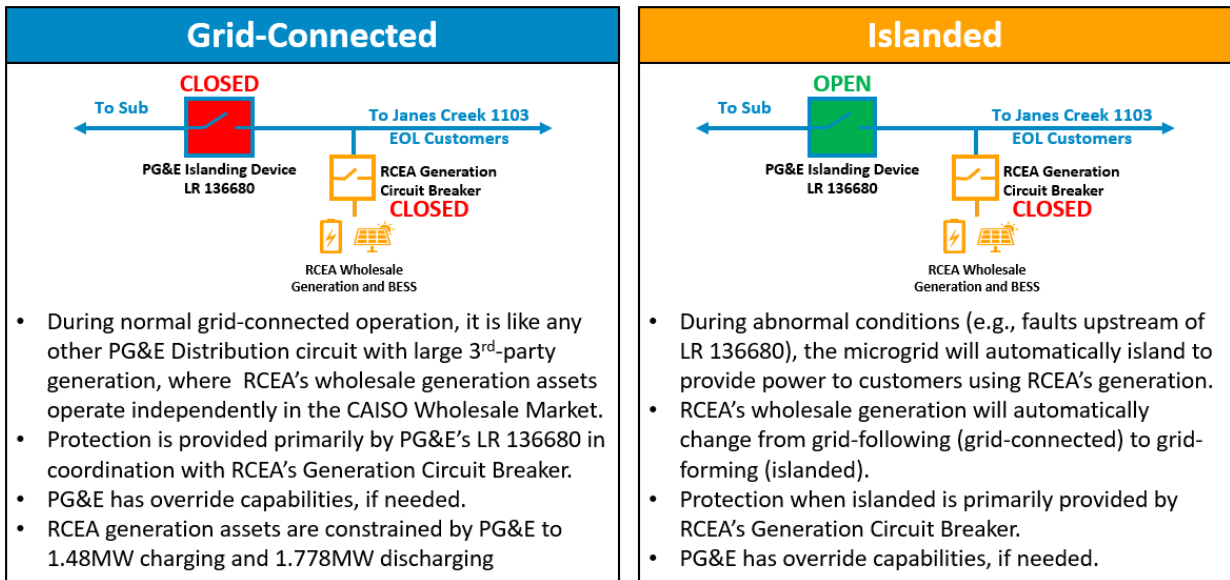 Grid-Connected
CLOSED
To Sub
To Janes Creek 1103
EOL Customers
PG&E Islanding Device
LR 136680
RCEA Generation
Circuit Breaker
CLOSED
RCEA Wholesale
Generation and BESS
• During normal grid-connected operation, it is like any
other PG&E Distribution circuit with large 3rd-party
generation, where RCEA's wholesale generation assets
operate independently in the CAISO Wholesale Market.
• Protection is provided primarily by PG&E's LR 136680 in
coordination with RCEA's Generation Circuit Breaker.
• PG&E has override capabilities, if needed.
• RCEA generation assets are constrained by PG&E to
1.48MW charging and 1.778MW discharging
Islanded
OPEN
To Sub
To Janes Creek 1103
EOL Customers
PG&E Islanding Device
LR 136680
RCEA Generation
Circuit Breaker
CLOSED
RCEA Wholesale
Generation and BESS
• During abnormal conditions (e.g., faults upstream of
LR 136680), the microgrid will automatically island to
provide power to customers using RCEA's generation.
• RCEA's wholesale generation will automatically
change from grid-following (grid-connected) to grid-
forming (islanded).
• Protection when islanded is primarily provided by
RCEA's Generation Circuit Breaker.
• PG&E has override capabilities, if needed.